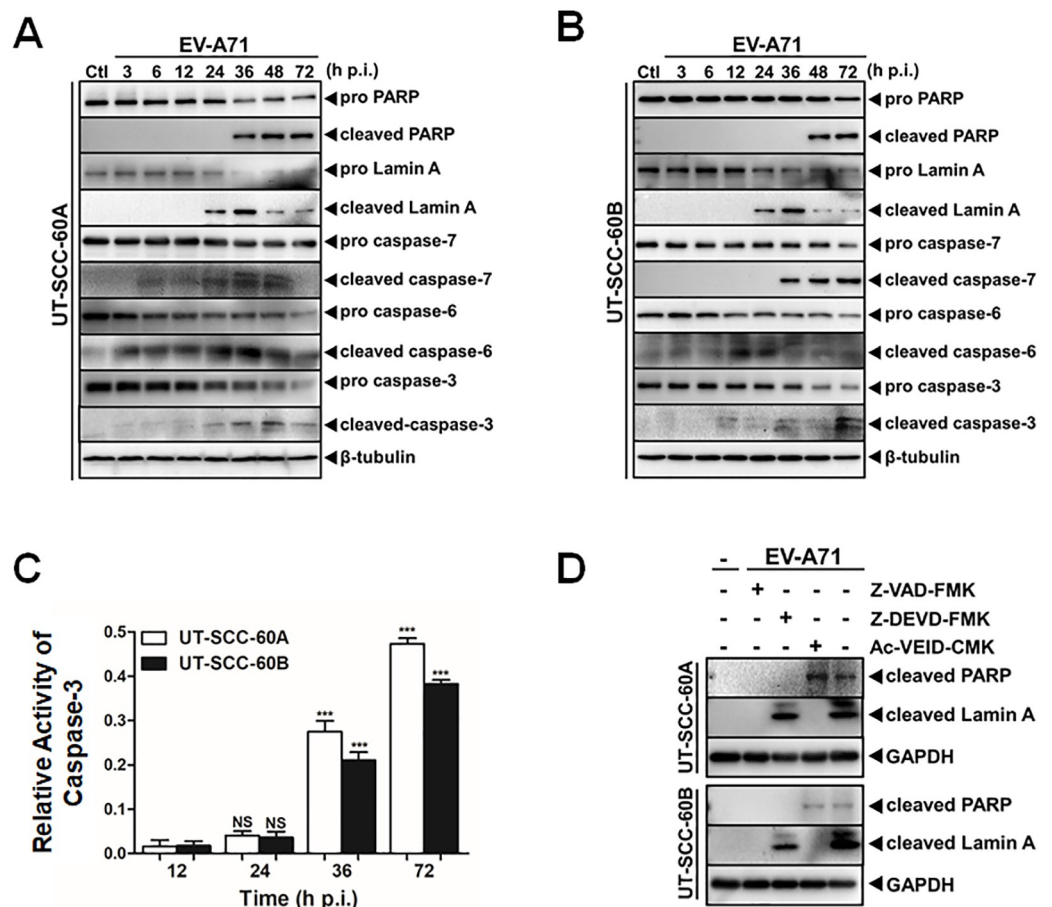 A
EV-A71
Ctl 3 6 12 24 36 48 72 (h p.i.)
UT-SCC-60A
pro PARP
cleaved PARP
pro Lamin A
cleaved Lamin A
pro caspase-7
cleaved caspase-7
pro caspase-6
cleaved caspase-6
pro caspase-3
cleaved-caspase-3
β-tubulin
B
EV-A71
Ctl 3 6 12 24 36 48 72 (h p.i.)
UT-SCC-60B
pro PARP
cleaved PARP
pro Lamin A
cleaved Lamin A
pro caspase-7
cleaved caspase-7
pro caspase-6
cleaved caspase-6
pro caspase-3
cleaved caspase-3
β-tubulin
C
Relative Activity of
Caspase-3
0.5
0.4
0.3
0.2
0.1
0.0
UT-SCC-60A
UT-SCC-60B
NS NS *** *** *** ***
12 24 36 72
Time (h p.i.)
D
- EV-A71
- + - - - Z-VAD-FMK
- - + - - Z-DEVD-FMK
- - - + - Ac-VEID-CMK
UT-SCC-60A
cleaved PARP
cleaved Lamin A
GAPDH
UT-SCC-60B
cleaved PARP
cleaved Lamin A
GAPDH